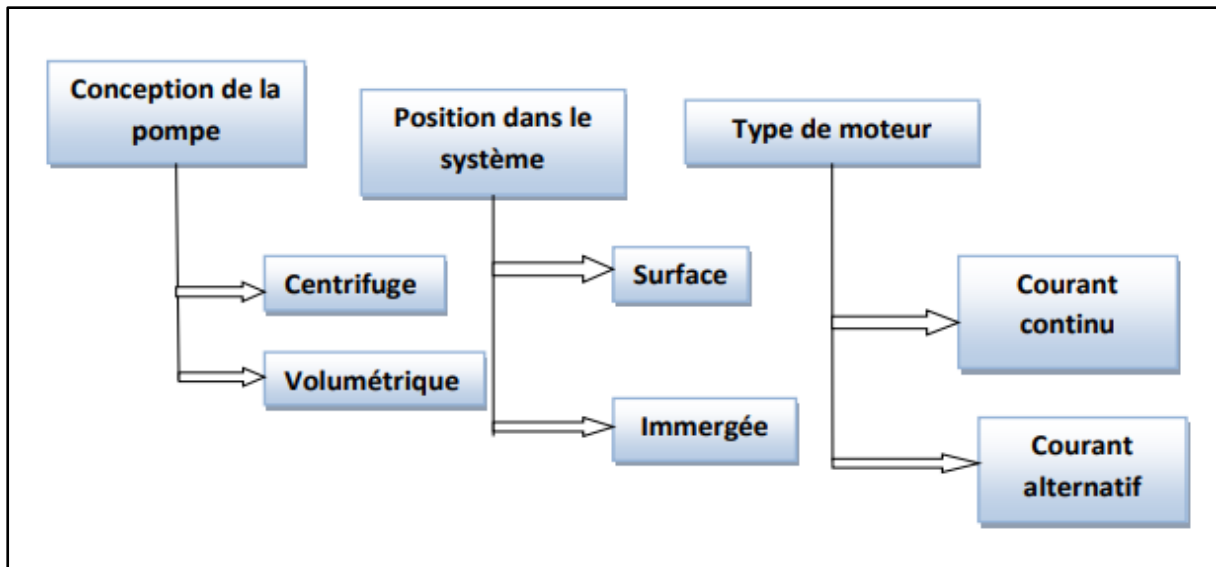 Conception de la
pompe
Centrifuge
Volumétrique
Position dans le
système
Surface
Immergée
Type de moteur
Courant
continu
Courant
alternatif